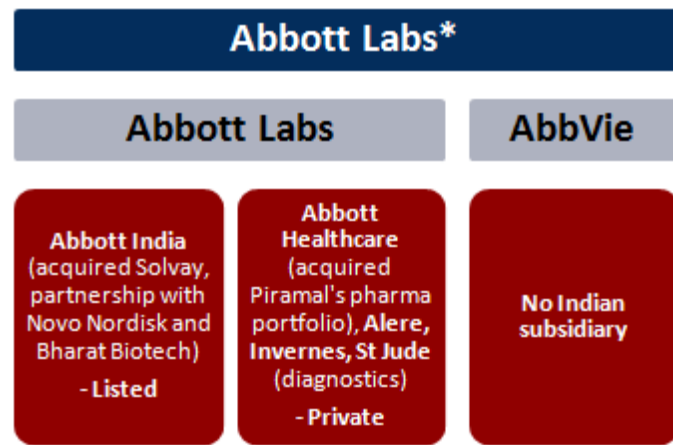 Abbott Labs*
Abbott Labs
AbbVie
Abbott India
(acquired Solvay,
partnership with
Novo Nordisk and
Bharat Biotech)
- Listed
Abbott
Healthcare
(acquired
Piramal's pharma
portfolio), Alere,
Invernes, St Jude
(diagnostics)
- Private
No Indian
subsidiary